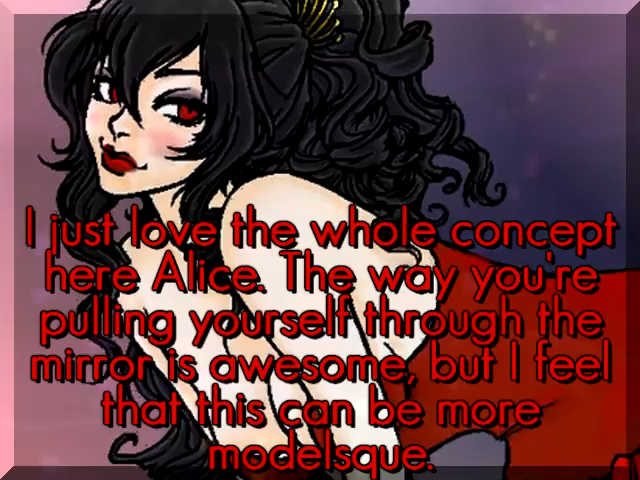 I just love the whole concept
here Alice. The way you're
pulling yourself through the
mirror is awesome, but I feel
that this can be more
modelsque.